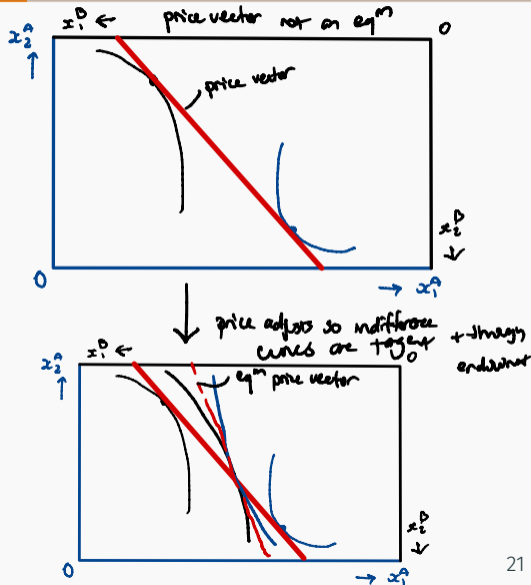 x₁ᴮ ← price vector not an eqᵐ
0
x₂ᴬ
↑
price vector
x₂ᴮ
↓
0
→ x₁ᴬ
price adjusts so indifference
curves are tangent + through
endowment
x₁ᴮ ←
0
x₂ᴬ
↑
eqᵐ price vector
x₂ᴮ
↓
0
→ x₁ᴬ
21